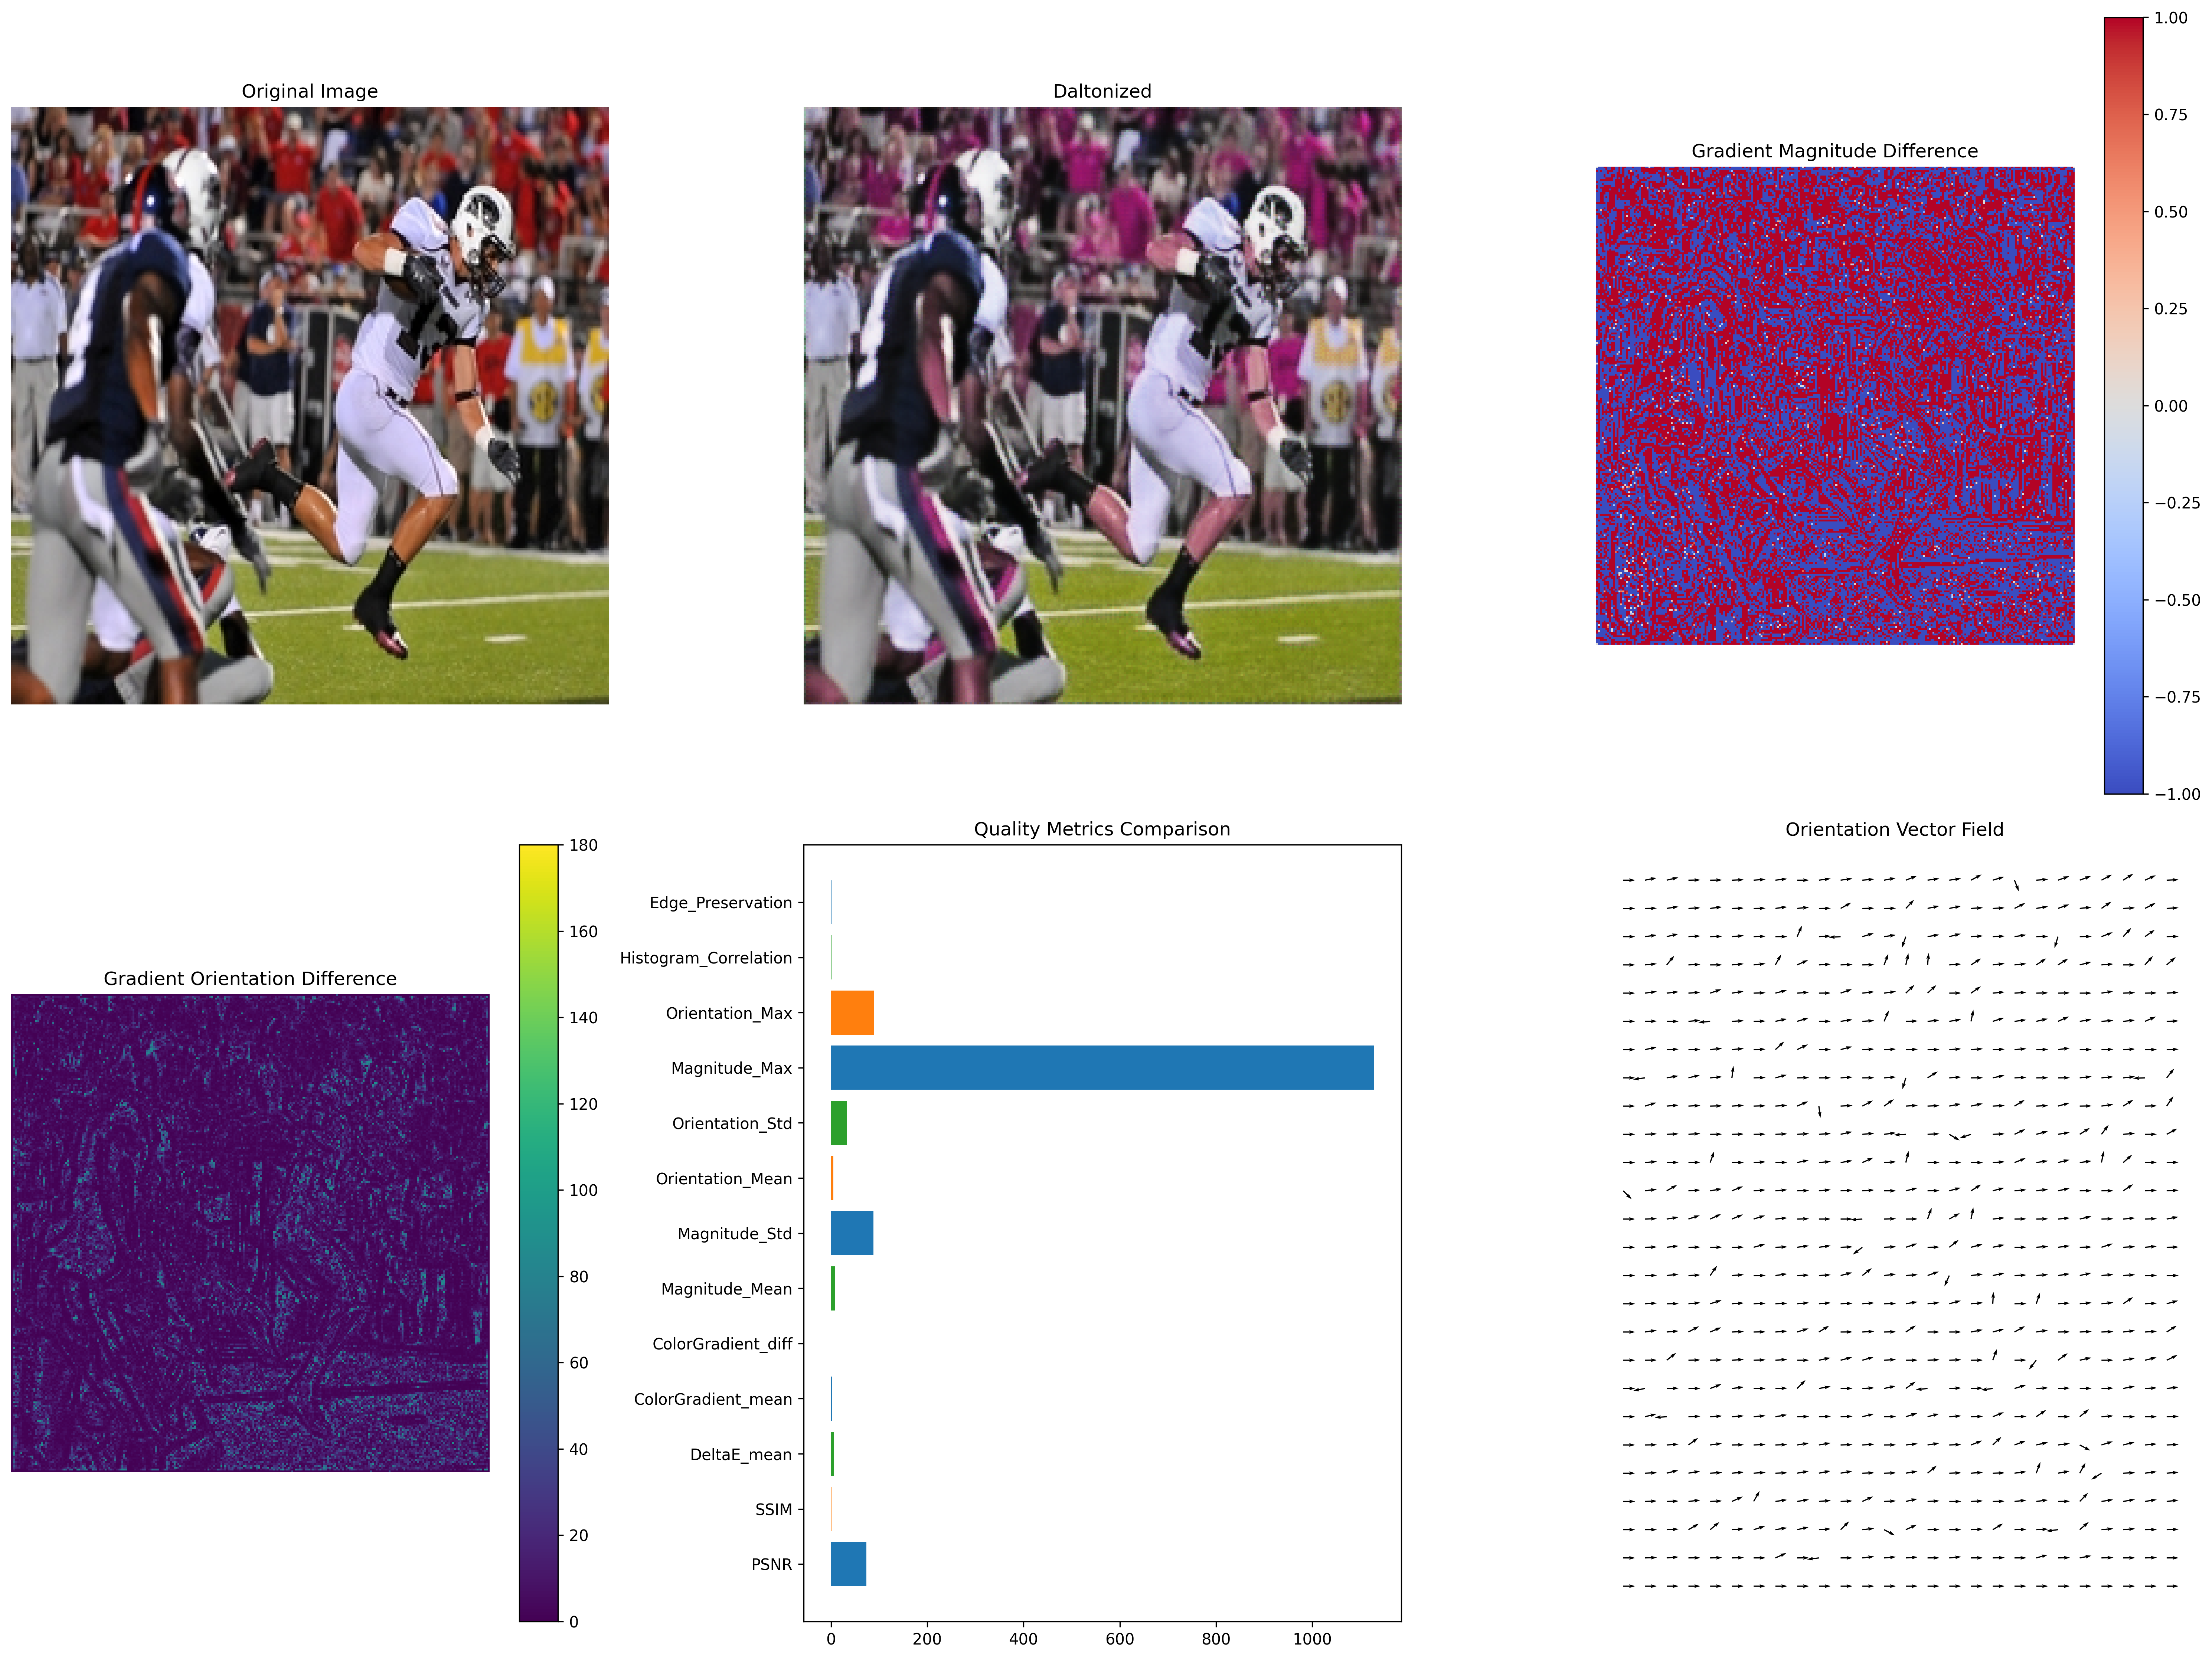 Original Image
Daltonized
Gradient Magnitude Difference
1.00
0.75
0.50
0.25
0.00
−0.25
−0.50
−0.75
−1.00
Gradient Orientation Difference
180
160
140
120
100
80
60
40
20
0
Quality Metrics Comparison
Edge_Preservation
Histogram_Correlation
Orientation_Max
Magnitude_Max
Orientation_Std
Orientation_Mean
Magnitude_Std
Magnitude_Mean
ColorGradient_diff
ColorGradient_mean
DeltaE_mean
SSIM
PSNR
0 200 400 600 800 1000
Orientation Vector Field